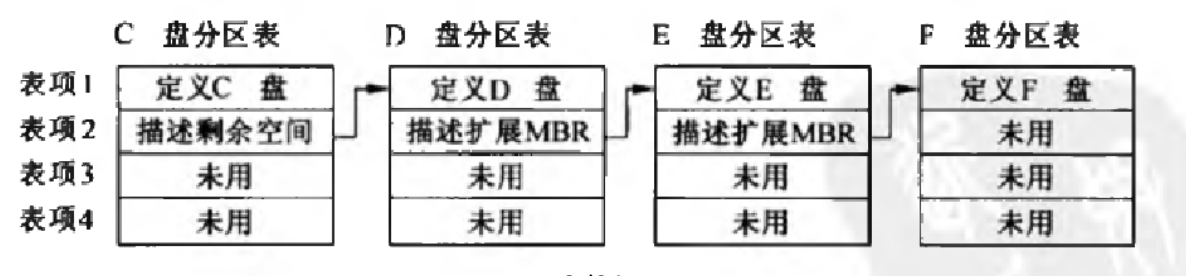 C 盘分区表 D 盘分区表 E 盘分区表 F 盘分区表
表项1 定义C 盘 定义D 盘 定义E 盘 定义F 盘
表项2 描述剩余空间 描述扩展MBR 描述扩展MBR 未用
表项3 未用 未用 未用 未用
表项4 未用 未用 未用 未用